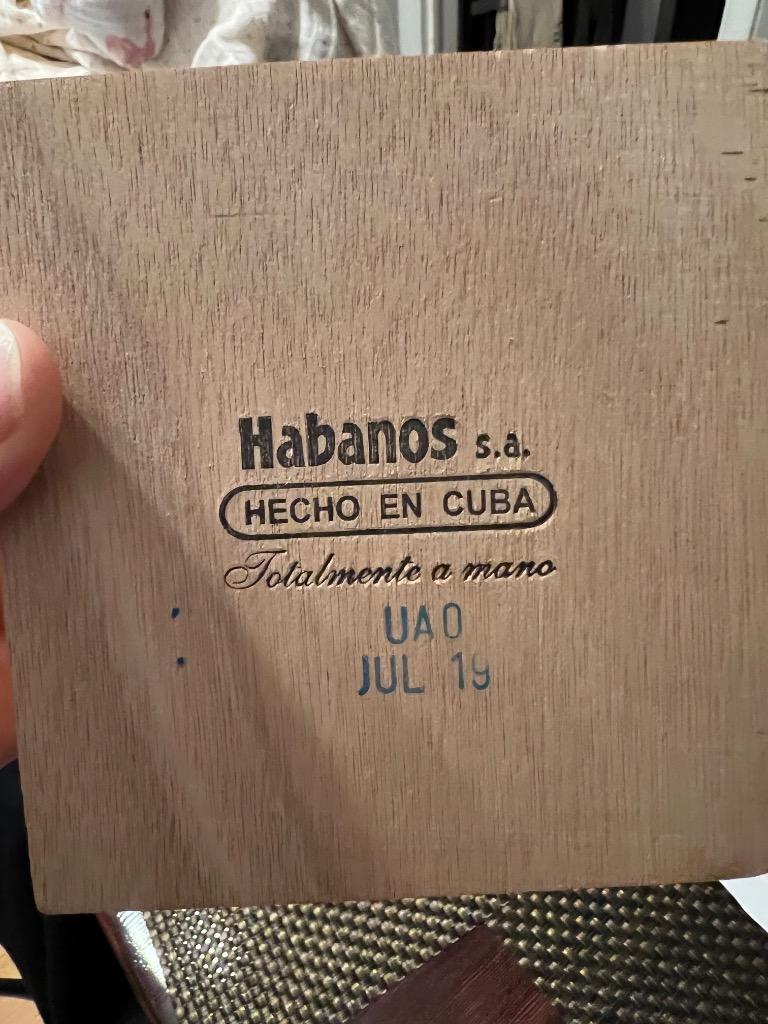 Habanos s.a.
HECHO EN CUBA
Totalmente a mano
UAO
JUL 19